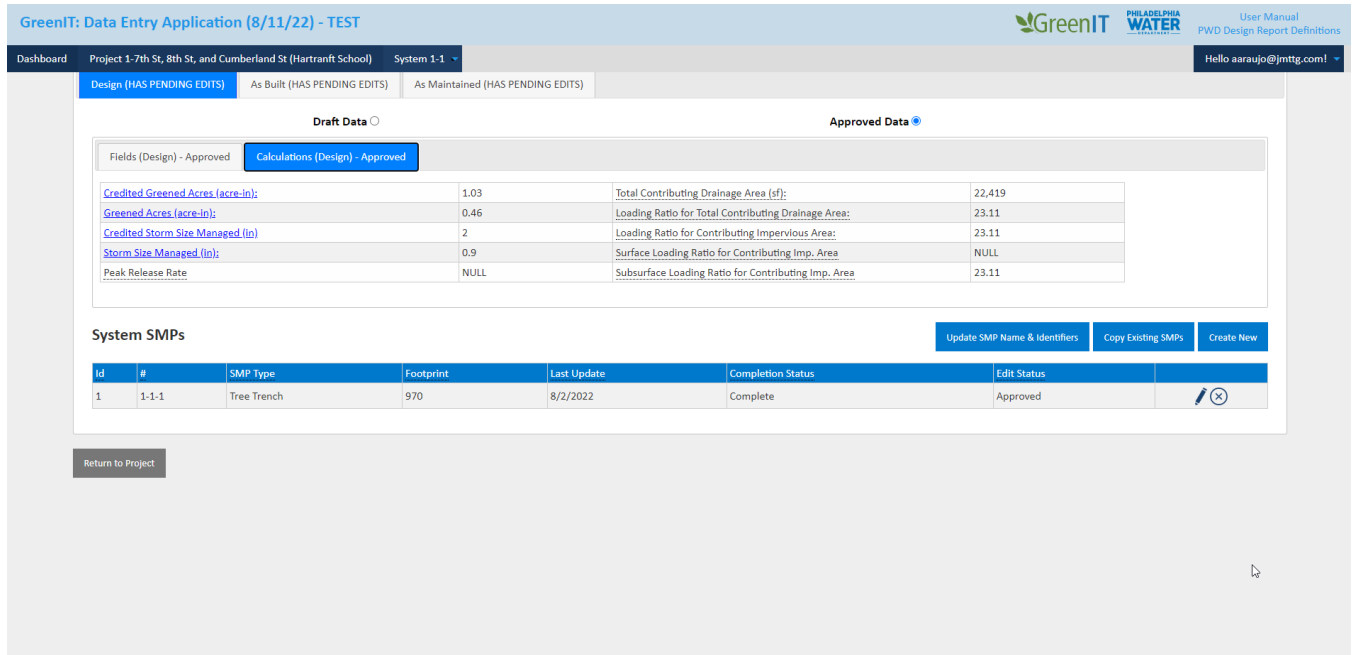 GreenIT: Data Entry Application (8/11/22) - TEST
GreenIT
PHILADELPHIA
WATER
DEPARTMENT
User Manual
PWD Design Report Definitions
Dashboard Project 1-7th St, 8th St, and Cumberland St (Hartranft School) System 1-1
Hello aaraujo@jmttg.com!
Design (HAS PENDING EDITS) As Built (HAS PENDING EDITS) As Maintained (HAS PENDING EDITS)
Draft Data Approved Data
Fields (Design) - Approved Calculations (Design) - Approved
Credited Greened Acres (acre-in): 1.03 Total Contributing Drainage Area (sf): 22,419
Greened Acres (acre-in): 0.46 Loading Ratio for Total Contributing Drainage Area: 23.11
Credited Storm Size Managed (in) 2 Loading Ratio for Contributing Impervious Area: 23.11
Storm Size Managed (in): 0.9 Surface Loading Ratio for Contributing Imp. Area NULL
Peak Release Rate NULL Subsurface Loading Ratio for Contributing Imp. Area 23.11
System SMPs
Update SMP Name & Identifiers Copy Existing SMPs Create New
Id # SMP Type Footprint Last Update Completion Status Edit Status
1 1-1-1 Tree Trench 970 8/2/2022 Complete Approved
Return to Project